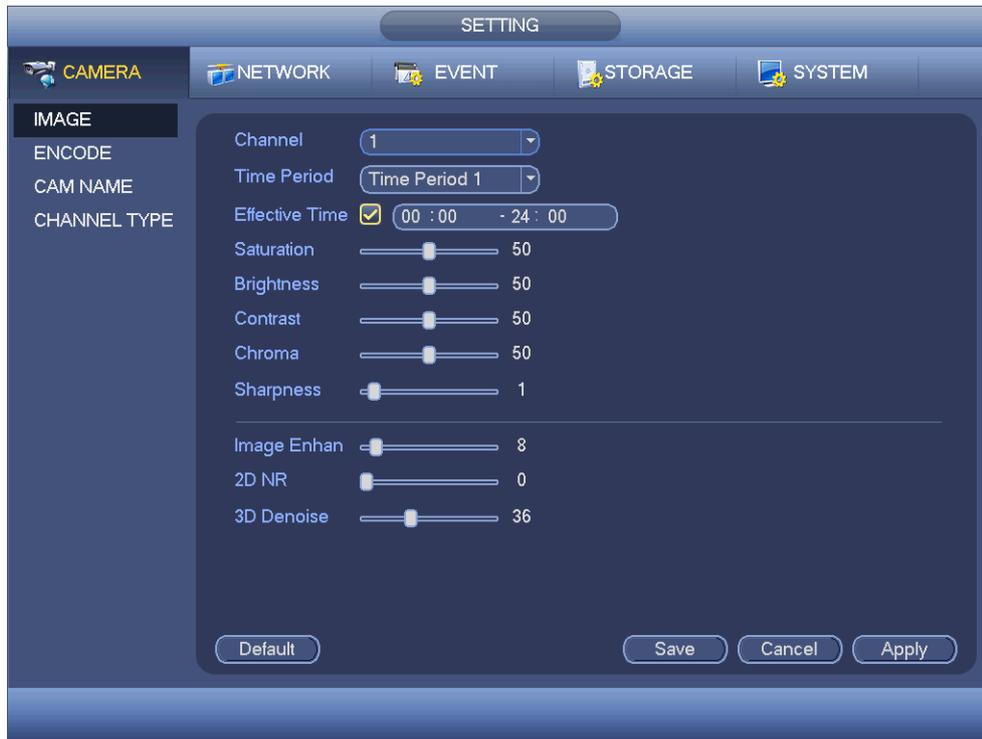 SETTING
CAMERA NETWORK EVENT STORAGE SYSTEM
IMAGE
ENCODE
CAM NAME
CHANNEL TYPE
Channel 1
Time Period Time Period 1
Effective Time 00 :00 - 24 : 00
Saturation 50
Brightness 50
Contrast 50
Chroma 50
Sharpness 1
Image Enhan 8
2D NR 0
3D Denoise 36
Default Save Cancel Apply